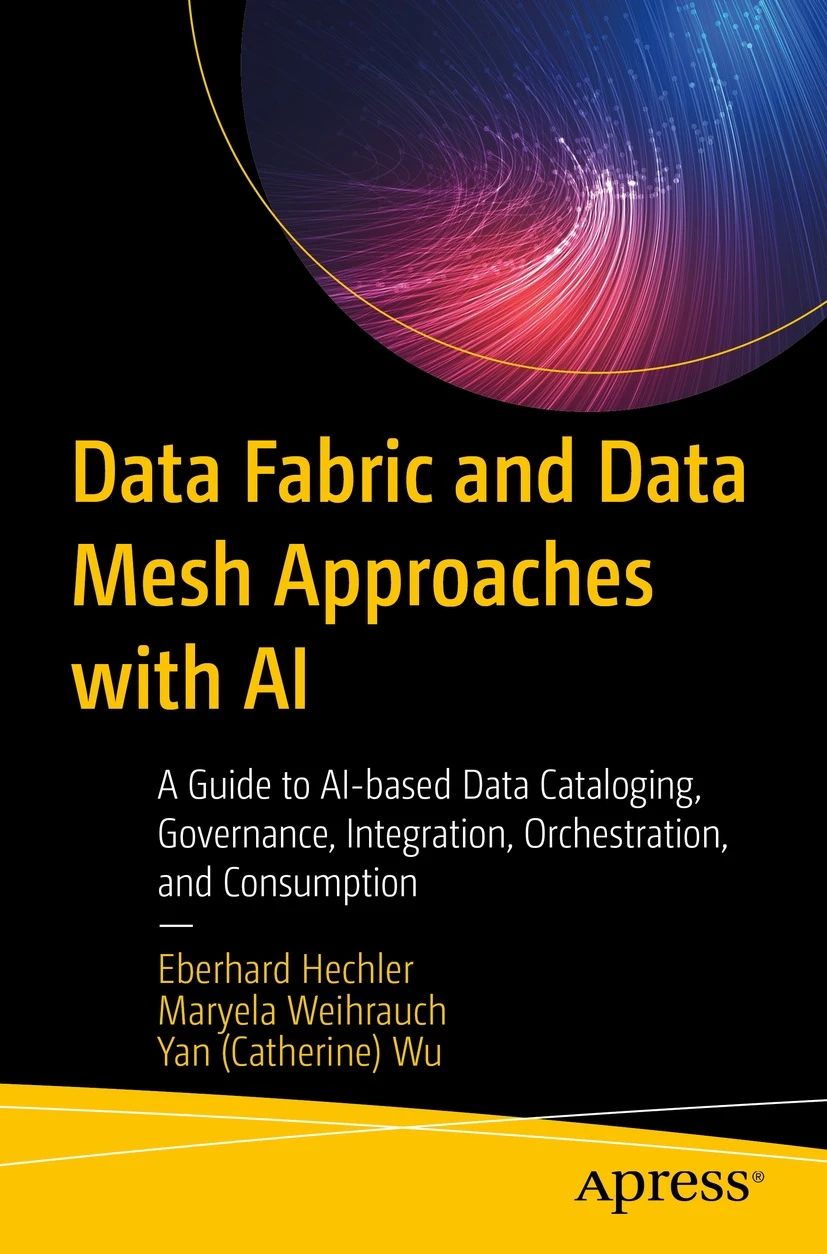 Data Fabric and Data
Mesh Approaches
with AI
A Guide to AI-based Data Cataloging,
Governance, Integration, Orchestration,
and Consumption
—
Eberhard Hechler
Maryela Weihrauch
Yan (Catherine) Wu
Apress®